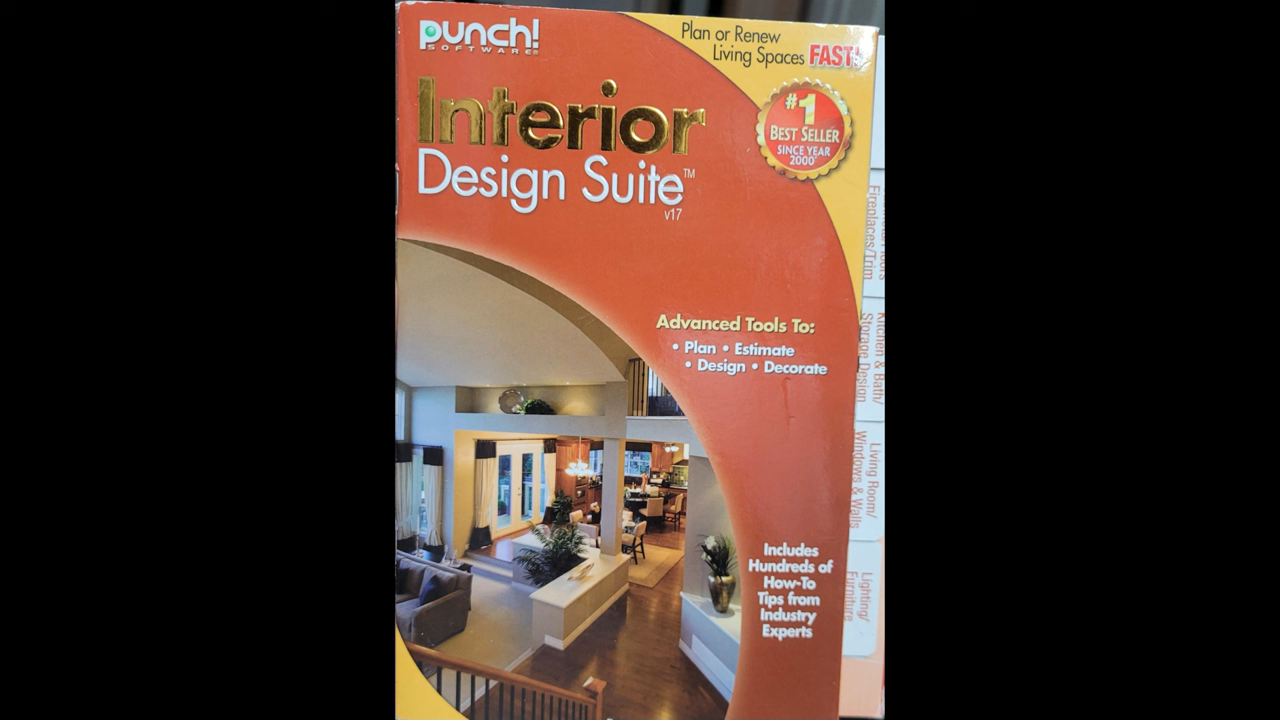 punch!
SOFTWARE®
Plan or Renew
Living Spaces FAST!
#1
BEST SELLER
SINCE YEAR
2000
Interior
Design Suite™
v17
Advanced Tools To:
• Plan • Estimate
• Design • Decorate
Includes
Hundreds of
How-To
Tips from
Industry
Experts
Fireplaces/Trim
Kitchen & Bath/
Storage Design
Living Room/
Windows & Walls
Lighting/
Furniture